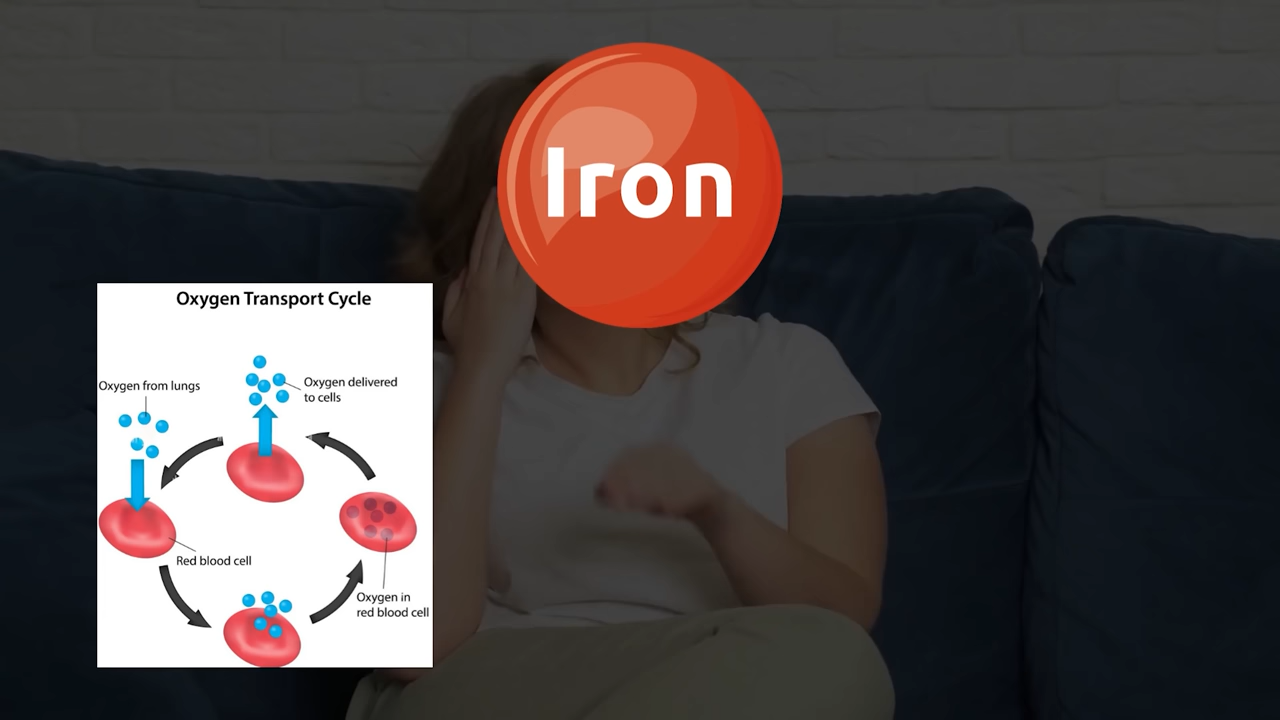 Iron
Oxygen Transport Cycle
Oxygen from lungs
Oxygen delivered
to cells
Red blood cell
Oxygen in
red blood cell